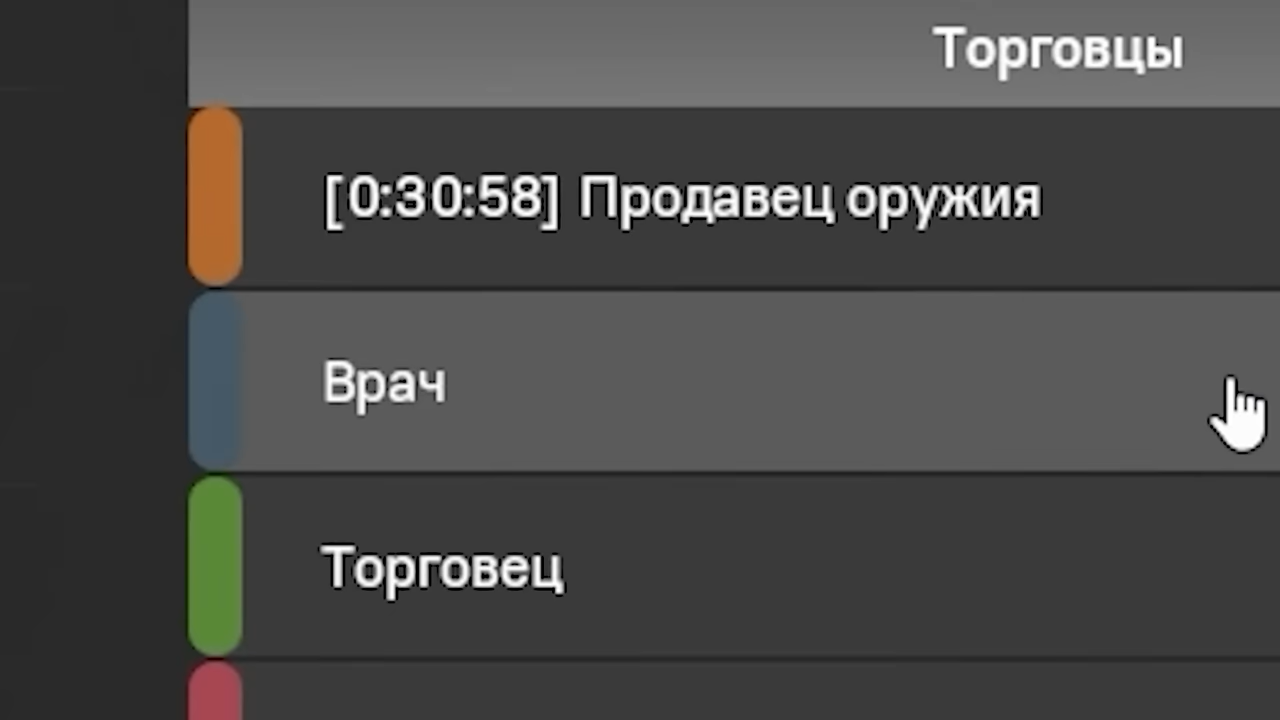 Торговцы
[0:30:58] Продавец оружия
Врач
Торговец